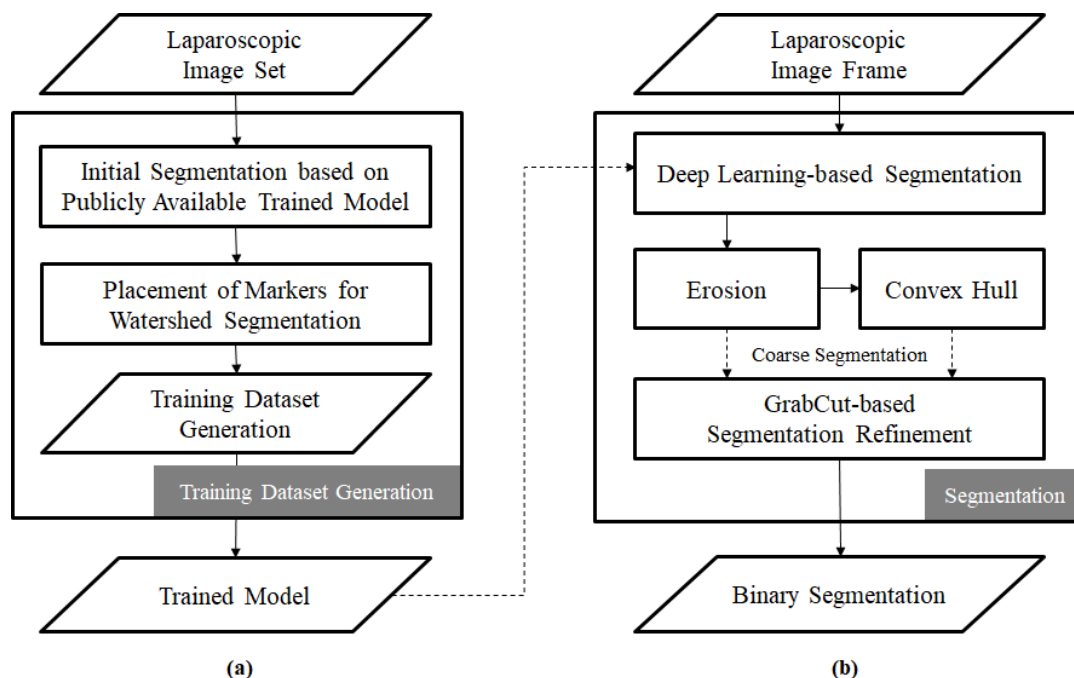 Laparoscopic
Image Set
Initial Segmentation based on
Publicly Available Trained Model
Placement of Markers for
Watershed Segmentation
Training Dataset
Generation
Training Dataset Generation
Trained Model
(a)
Laparoscopic
Image Frame
Deep Learning-based Segmentation
Erosion
Convex Hull
Coarse Segmentation
GrabCut-based
Segmentation Refinement
Segmentation
Binary Segmentation
(b)